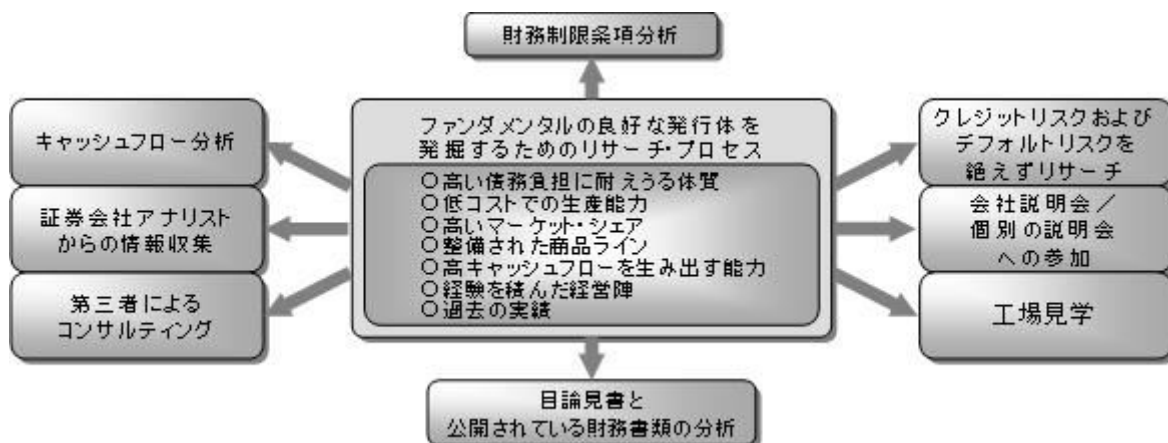 財務制限条項分析
キャッシュフロー分析
証券会社アナリスト
からの情報収集
第三者による
コンサルティング
ファンダメンタルの良好な発行体を
発掘するためのリサーチ・プロセス
○高い債務負担に耐えうる体質
○低コストでの生産能力
○高いマーケット・シェア
○整備された商品ライン
○高キャッシュフローを生み出す能力
○経験を積んだ経営陣
○過去の実績
クレジットリスクおよび
デフォルトリスクを
絶えずリサーチ
会社説明会／
個別の説明会
への参加
工場見学
目論見書と
公開されている財務書類の分析